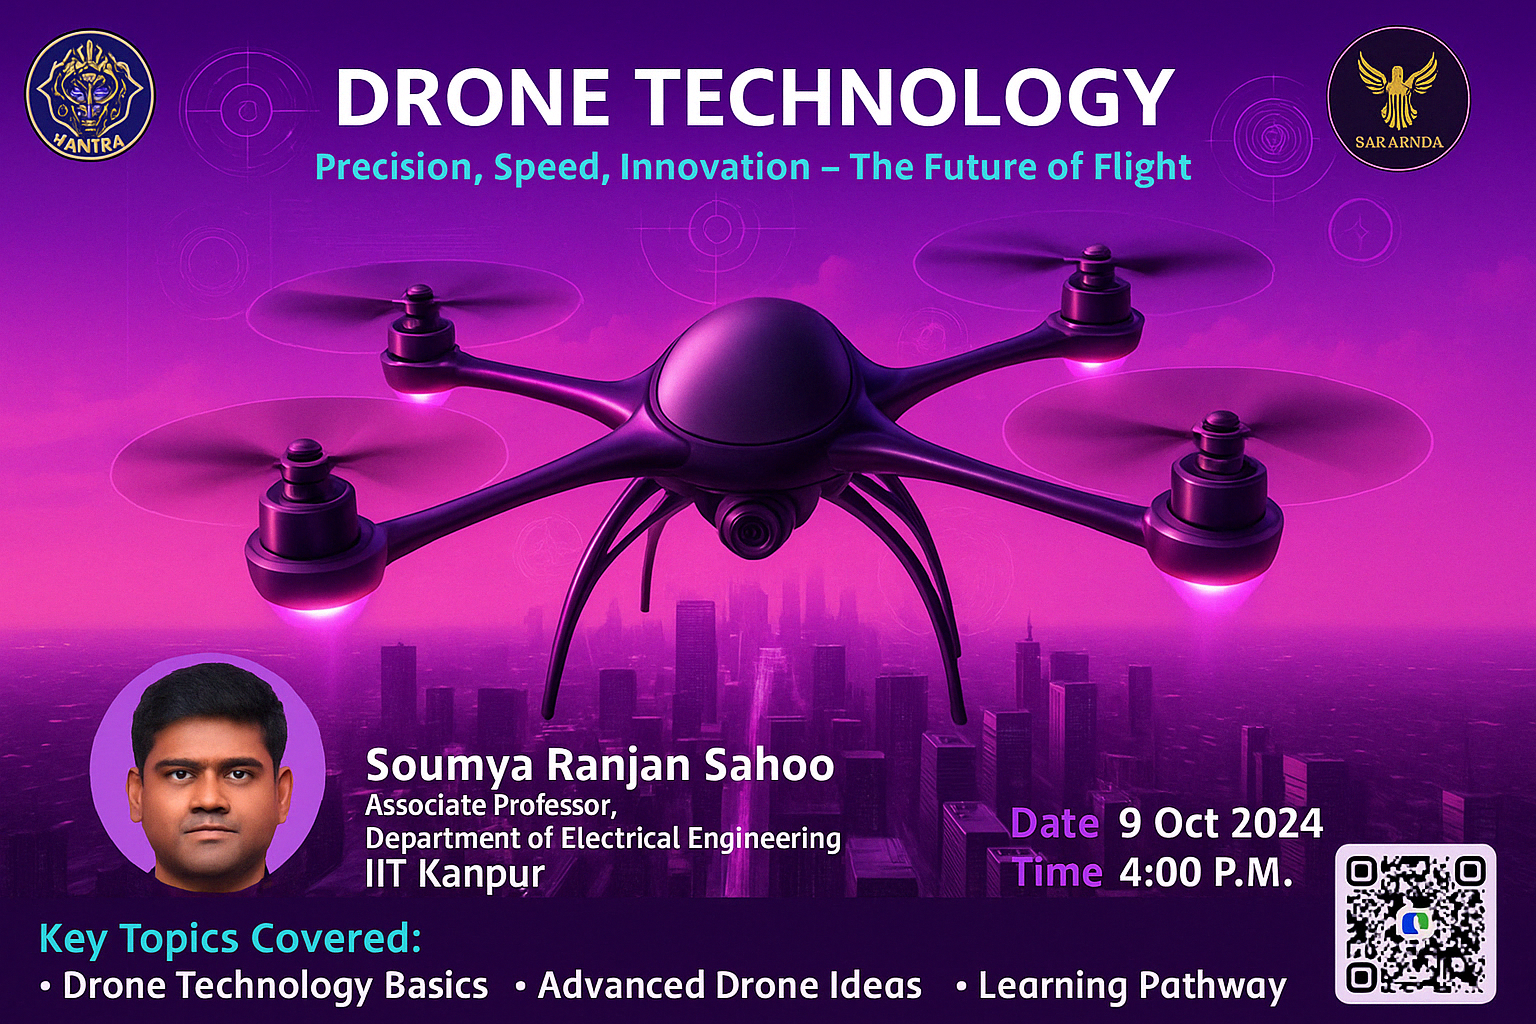 HANTRA
DRONE TECHNOLOGY
SARARNDA
Precision, Speed, Innovation – The Future of Flight
Soumya Ranjan Sahoo
Associate Professor,
Department of Electrical Engineering
IIT Kanpur
Date 9 Oct 2024
Time 4:00 P.M.
Key Topics Covered:
• Drone Technology Basics • Advanced Drone Ideas • Learning Pathway